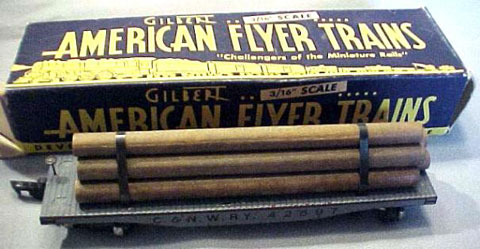 GILBERT 3/16" SCALE
AMERICAN FLYER TRAINS
"Challengers of the Miniature Rails"
GILBERT .. 3/16" SCALE .....
AMERICAN FLYER TRAINS
C & N.W.RY. 42597